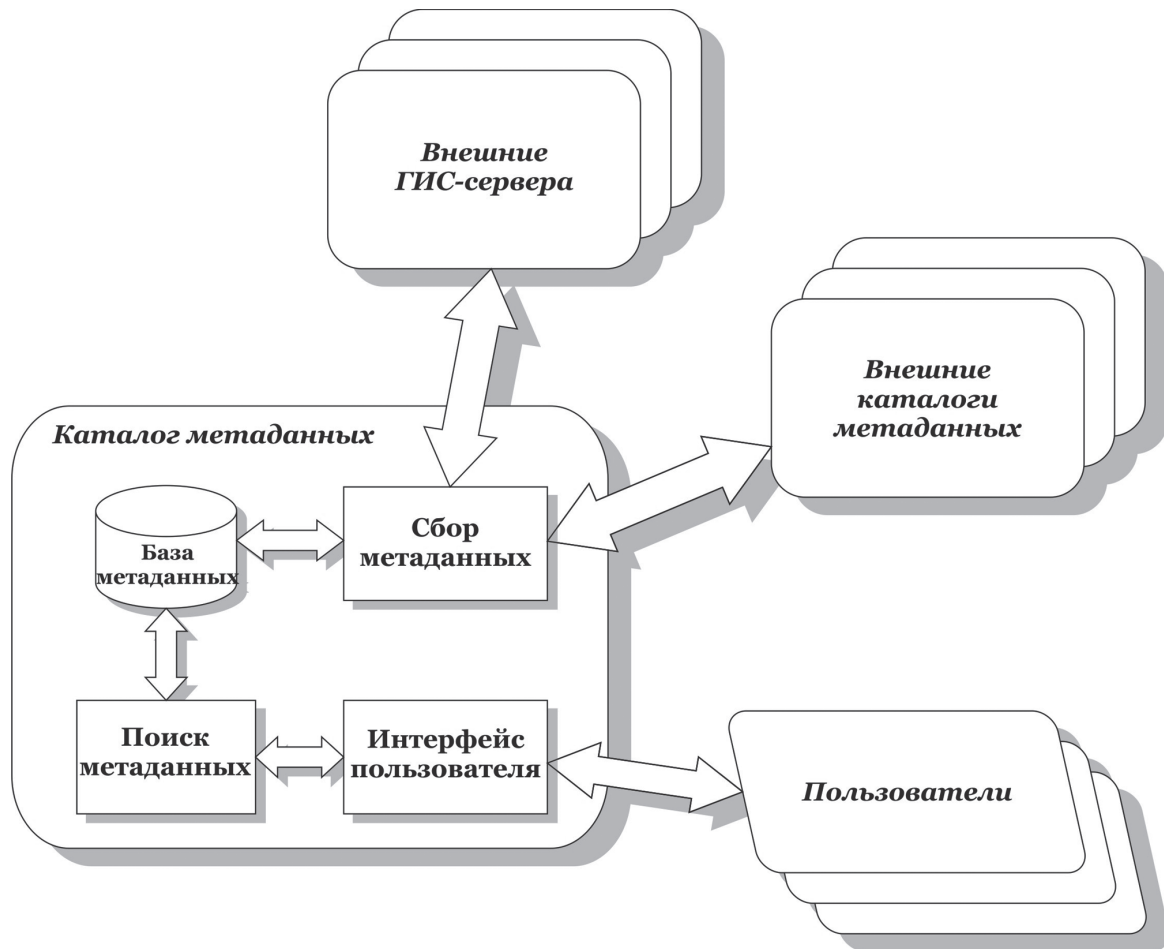 Внешние
ГИС-сервера
Внешние
каталоги
метаданных
Каталог метаданных
База
метаданных
Сбор
метаданных
Поиск
метаданных
Интерфейс
пользователя
Пользователи